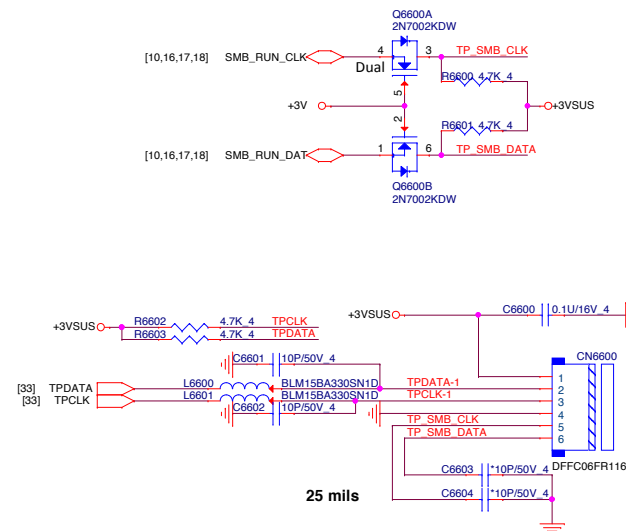 Q6600A
2N7002KDW
[10,16,17,18] SMB_RUN_CLK 4 3 TP_SMB_CLK
Dual
R6600 4.7K_4
5
+3V +3VSUS
2
R6601 4.7K_4
[10,16,17,18] SMB_RUN_DAT 1 6 TP_SMB_DATA
Q6600B
2N7002KDW
+3VSUS R6602 4.7K_4 TPCLK
R6603 4.7K_4 TPDATA
+3VSUS C6600 0.1U/16V_4
C6601 10P/50V_4
CN6600
[33] TPDATA L6600 BLM15BA330SN1D TPDATA-1
[33] TPCLK L6601 BLM15BA330SN1D TPCLK-1
C6602 10P/50V_4
TP_SMB_CLK
TP_SMB_DATA
1
2
3
4
5
6
DFFC06FR116
C6603 *10P/50V_4
C6604 *10P/50V_4
25 mils